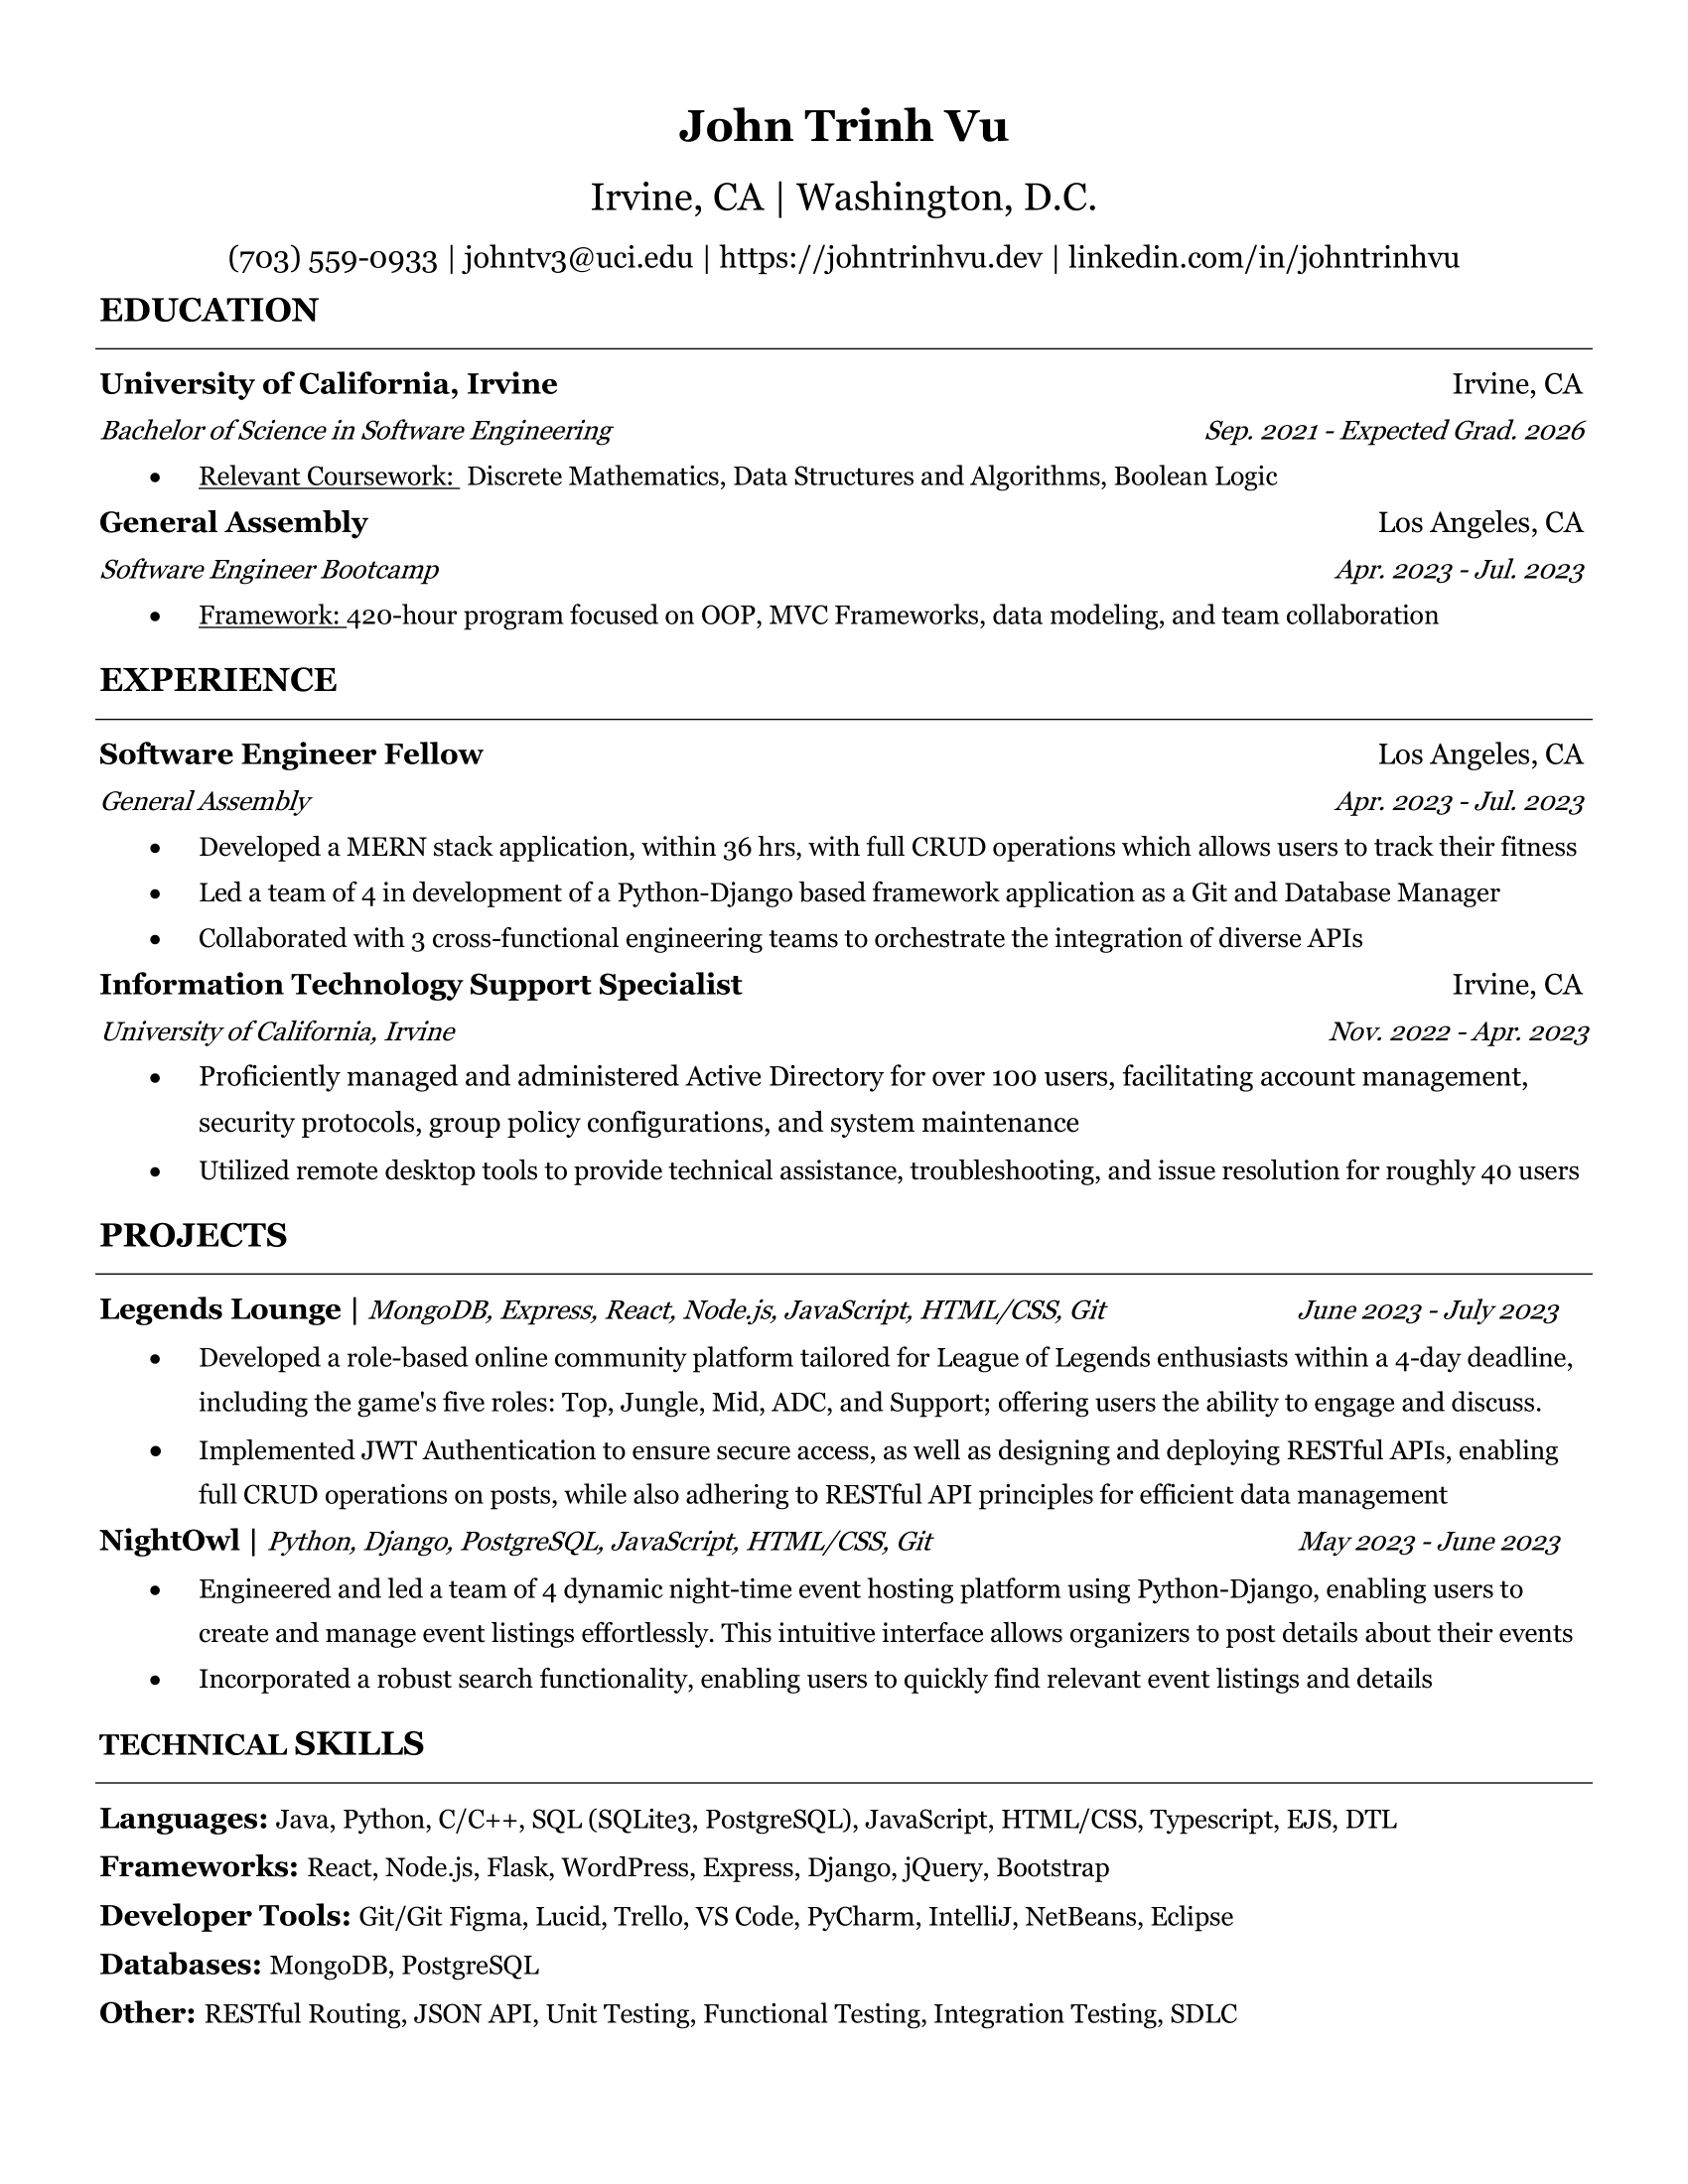 John Trinh Vu
Irvine, CA | Washington, D.C.
(703) 559-0933 | johntv3@uci.edu | https://johntrinhvu.dev | linkedin.com/in/johntrinhvu
EDUCATION
University of California, Irvine Irvine, CA
Bachelor of Science in Software Engineering Sep. 2021 - Expected Grad. 2026
• Relevant Coursework: Discrete Mathematics, Data Structures and Algorithms, Boolean Logic
General Assembly Los Angeles, CA
Software Engineer Bootcamp Apr. 2023 - Jul. 2023
• Framework: 420-hour program focused on OOP, MVC Frameworks, data modeling, and team collaboration
EXPERIENCE
Software Engineer Fellow Los Angeles, CA
General Assembly Apr. 2023 - Jul. 2023
• Developed a MERN stack application, within 36 hrs, with full CRUD operations which allows users to track their fitness
• Led a team of 4 in development of a Python-Django based framework application as a Git and Database Manager
• Collaborated with 3 cross-functional engineering teams to orchestrate the integration of diverse APIs
Information Technology Support Specialist Irvine, CA
University of California, Irvine Nov. 2022 - Apr. 2023
• Proficiently managed and administered Active Directory for over 100 users, facilitating account management,
security protocols, group policy configurations, and system maintenance
• Utilized remote desktop tools to provide technical assistance, troubleshooting, and issue resolution for roughly 40 users
PROJECTS
Legends Lounge | MongoDB, Express, React, Node.js, JavaScript, HTML/CSS, Git June 2023 - July 2023
• Developed a role-based online community platform tailored for League of Legends enthusiasts within a 4-day deadline,
including the game's five roles: Top, Jungle, Mid, ADC, and Support; offering users the ability to engage and discuss.
• Implemented JWT Authentication to ensure secure access, as well as designing and deploying RESTful APIs, enabling
full CRUD operations on posts, while also adhering to RESTful API principles for efficient data management
NightOwl | Python, Django, PostgreSQL, JavaScript, HTML/CSS, Git May 2023 - June 2023
• Engineered and led a team of 4 dynamic night-time event hosting platform using Python-Django, enabling users to
create and manage event listings effortlessly. This intuitive interface allows organizers to post details about their events
• Incorporated a robust search functionality, enabling users to quickly find relevant event listings and details
TECHNICAL SKILLS
Languages: Java, Python, C/C++, SQL (SQLite3, PostgreSQL), JavaScript, HTML/CSS, Typescript, EJS, DTL
Frameworks: React, Node.js, Flask, WordPress, Express, Django, jQuery, Bootstrap
Developer Tools: Git/Git Figma, Lucid, Trello, VS Code, PyCharm, IntelliJ, NetBeans, Eclipse
Databases: MongoDB, PostgreSQL
Other: RESTful Routing, JSON API, Unit Testing, Functional Testing, Integration Testing, SDLC